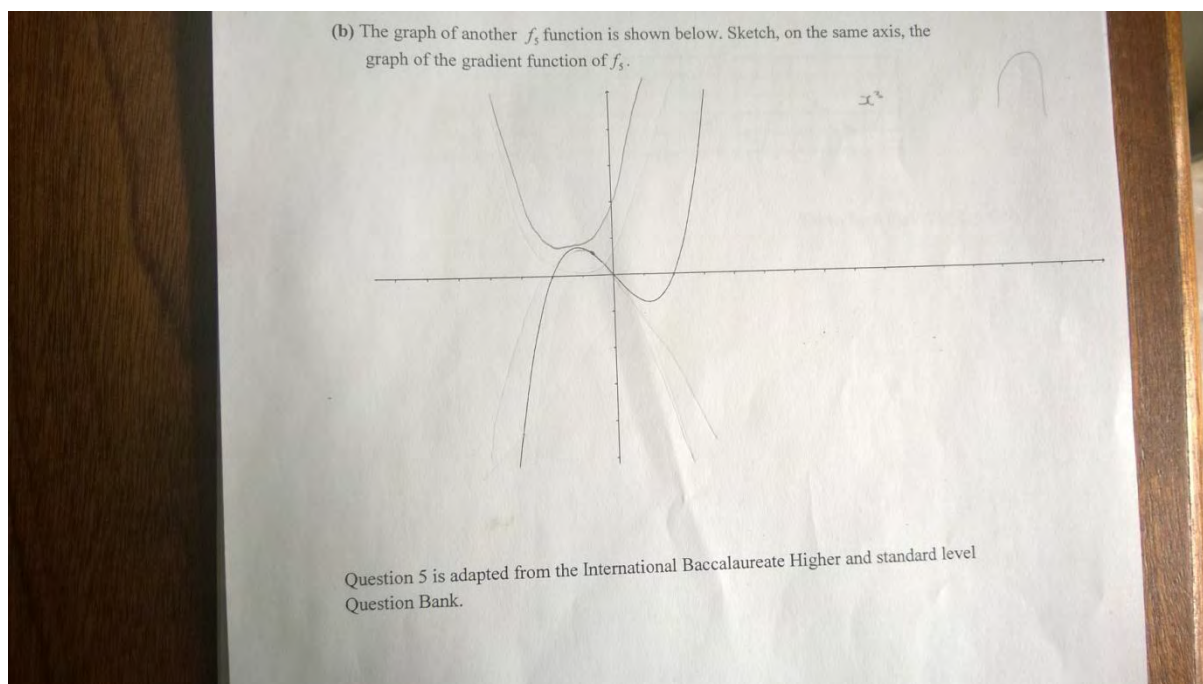 (b) The graph of another f₅ function is shown below. Sketch, on the same axis, the
graph of the gradient function of f₅.
Question 5 is adapted from the International Baccalaureate Higher and standard level
Question Bank.